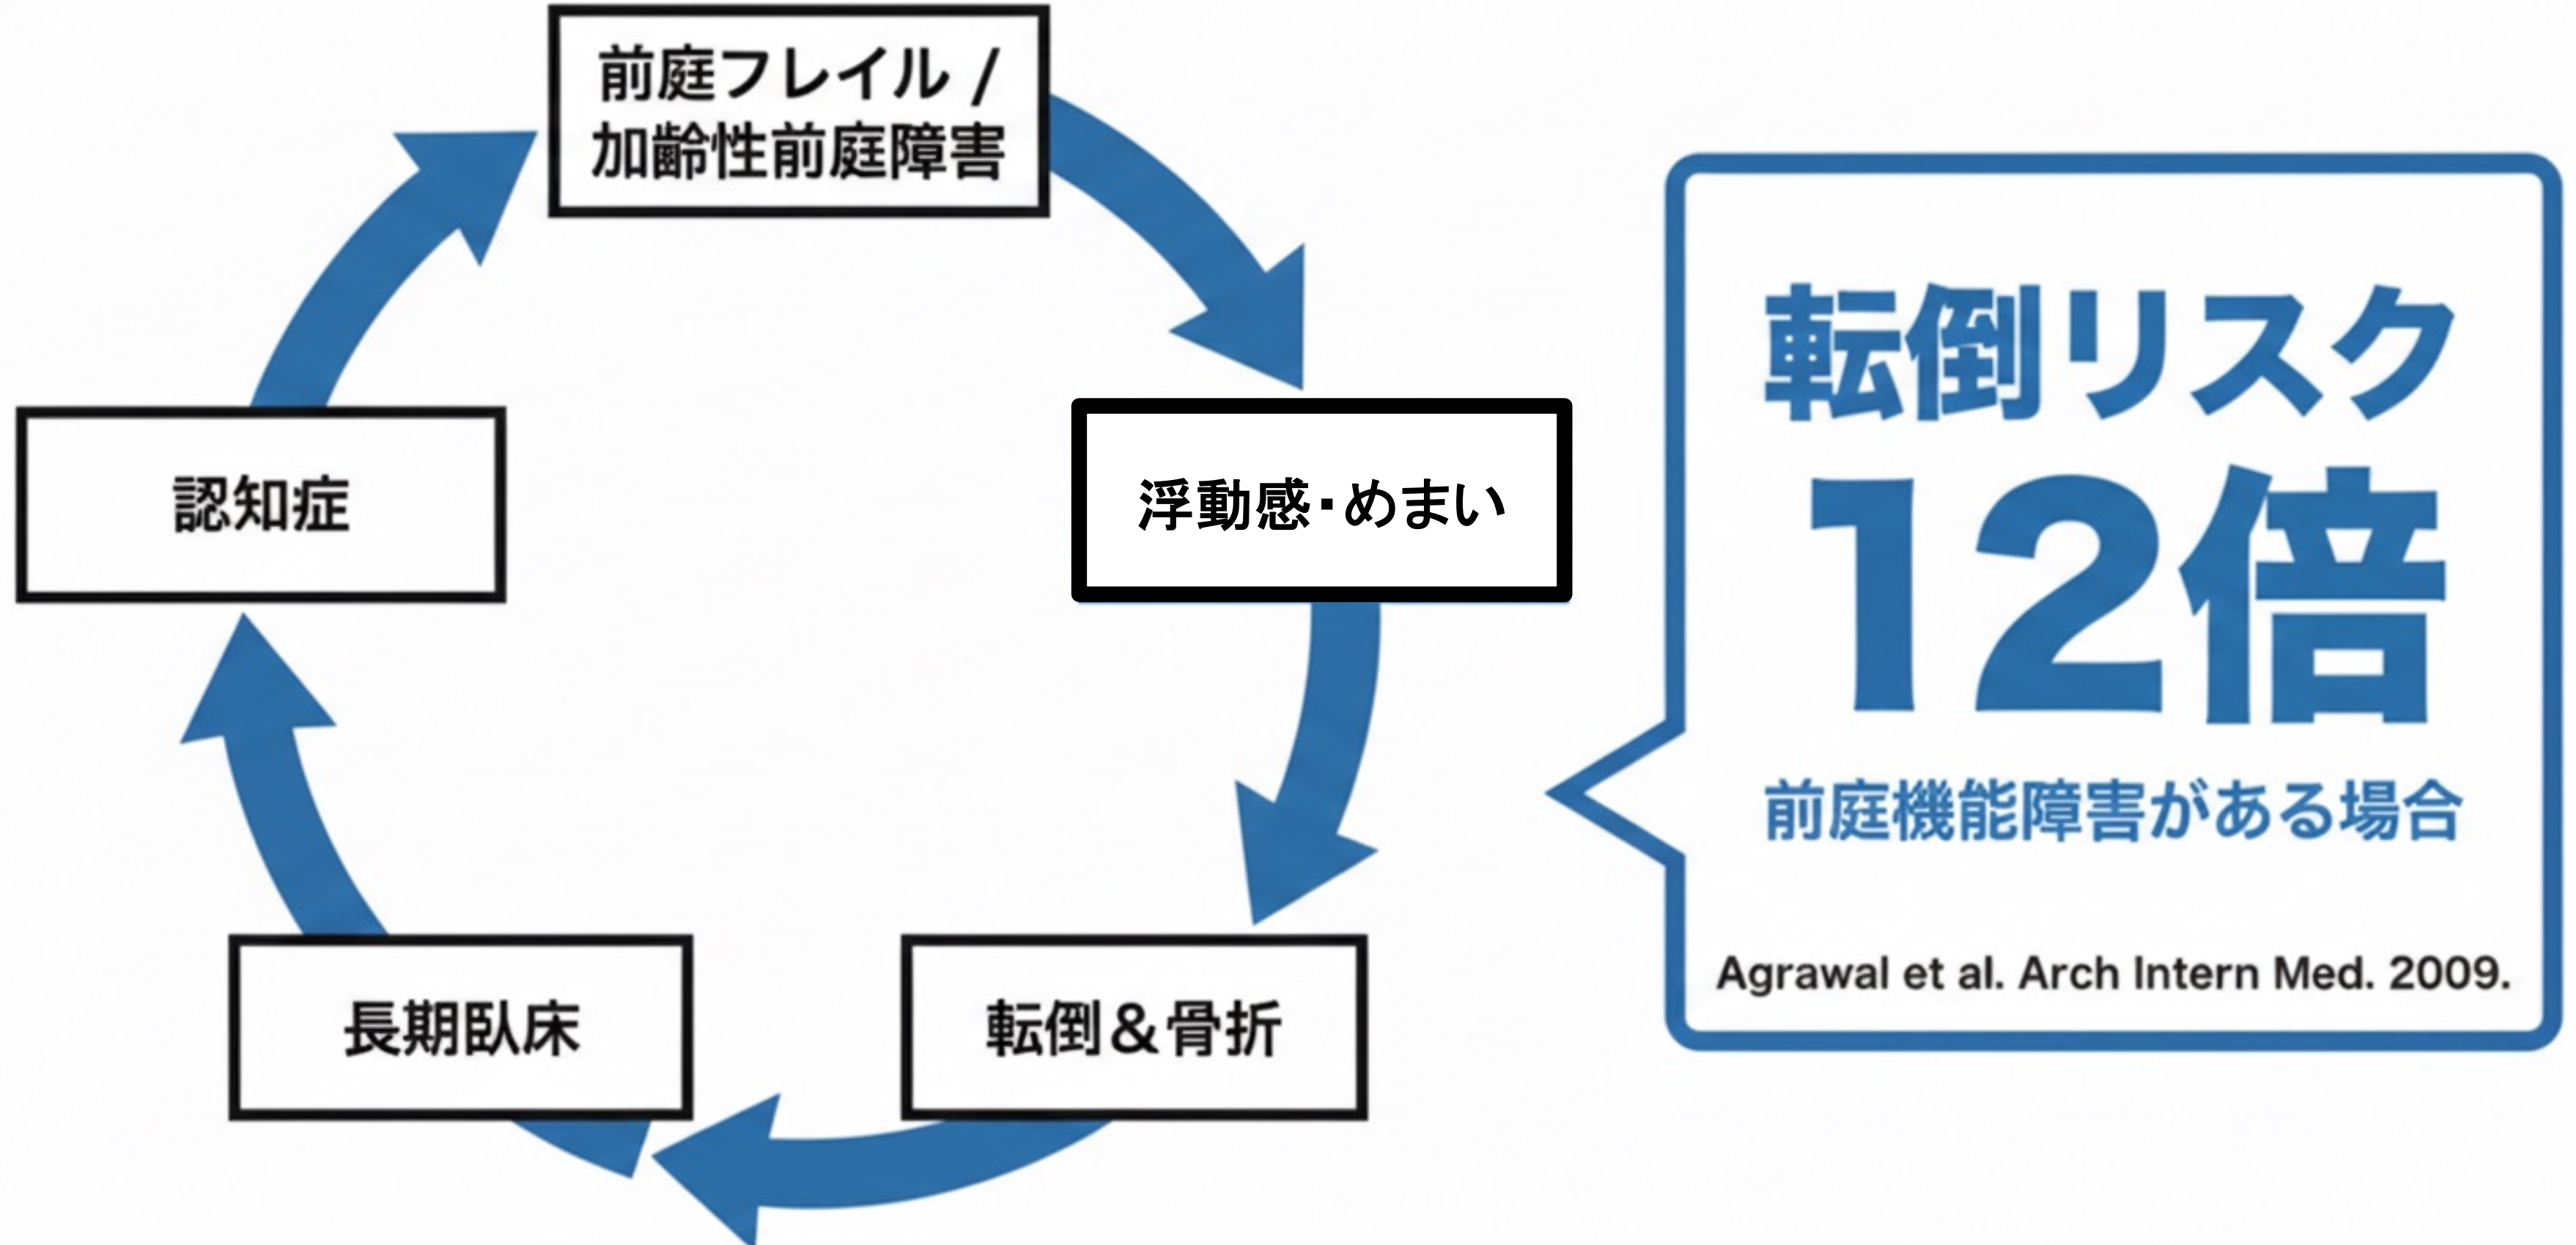 前庭フレイル /
加齢性前庭障害
浮動感・めまい
転倒＆骨折
長期臥床
認知症
転倒リスク
12倍
前庭機能障害がある場合
Agrawal et al. Arch Intern Med. 2009.